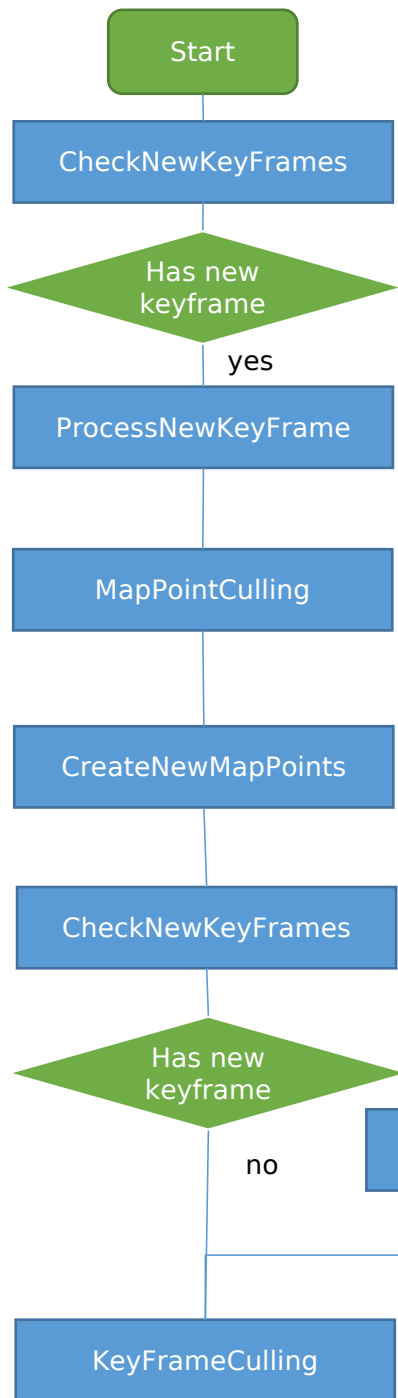 Start
CheckNewKeyFrames
Has new
keyframe
yes
ProcessNewKeyFrame
MapPointCulling
CreateNewMapPoints
CheckNewKeyFrames
Has new
keyframe
no
KeyFrameCulling